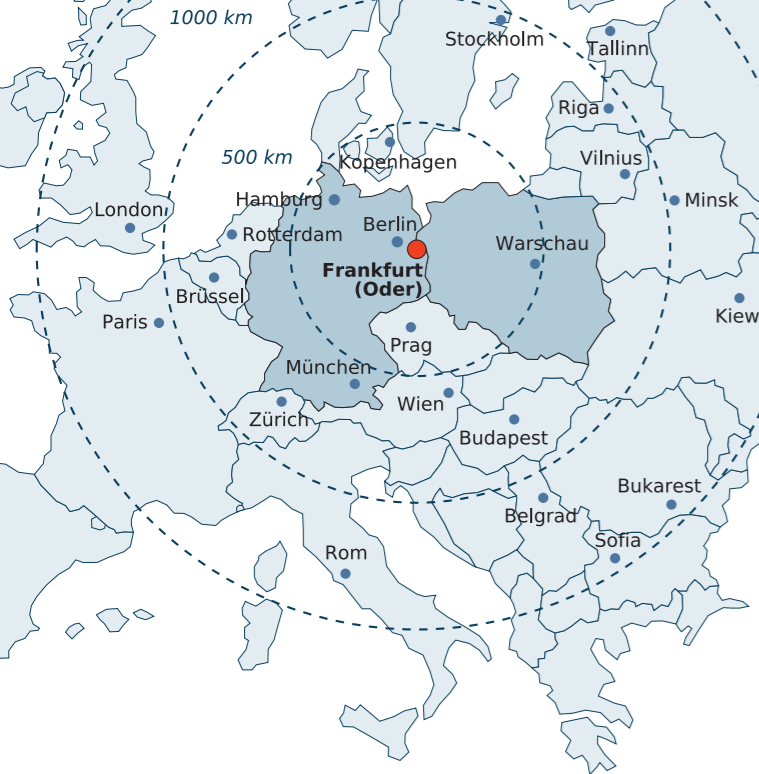 1000 km
Stockholm
Tallinn
Riga
500 km
Kopenhagen
Vilnius
Hamburg
Minsk
London
Berlin
Rotterdam
Warschau
Frankfurt
(Oder)
Brüssel
Kiew
Paris
Prag
München
Wien
Zürich
Budapest
Bukarest
Belgrad
Sofia
Rom